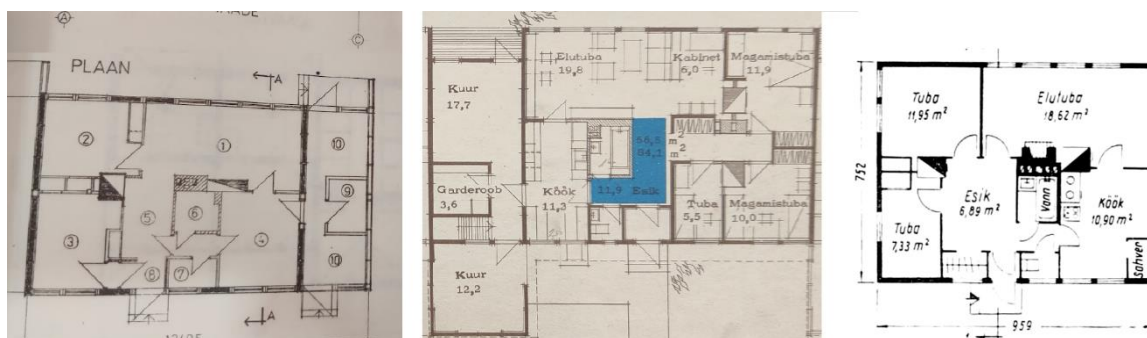 PLAAN
A
C
A
1
2
3
4
5
6
7
8
9
10
10
A
Elutuba
19,8
Kabinet
6,0
Magamistuba
11,9
Kuur
17,7
66,5 m²
84,1 m²
Garderoob
3,6
Köök
11,3
11,9 Esik
Tuba
5,5
Magamistuba
10,0
Kuur
12,2
Tuba
11,95 m²
Elutuba
18,62 m²
752
Esik
6,89 m²
Vann
Köök
10,90 m²
Tuba
7,33 m²
sahver
959